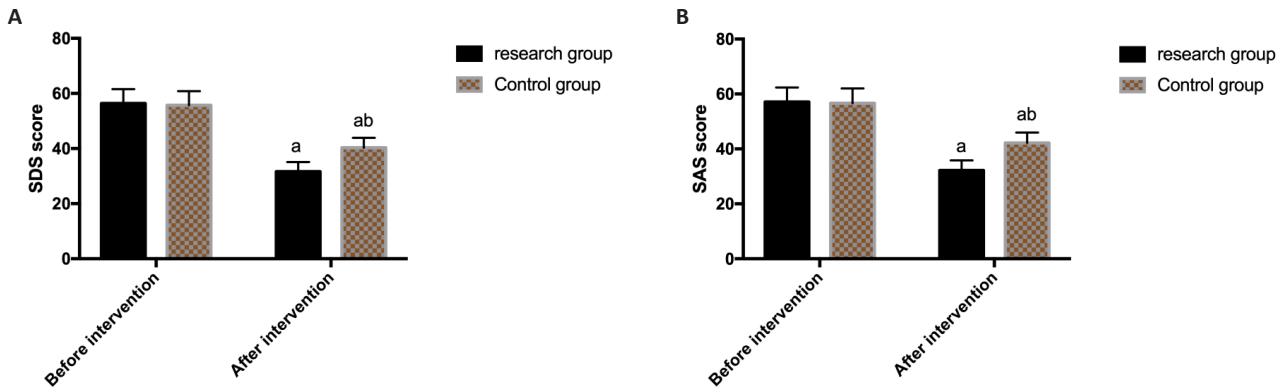 A
SDS score
80
60
40
20
0
a
ab
Before intervention
After intervention
research group
Control group
B
SAS score
80
60
40
20
0
a
ab
Before intervention
After intervention
research group
Control group